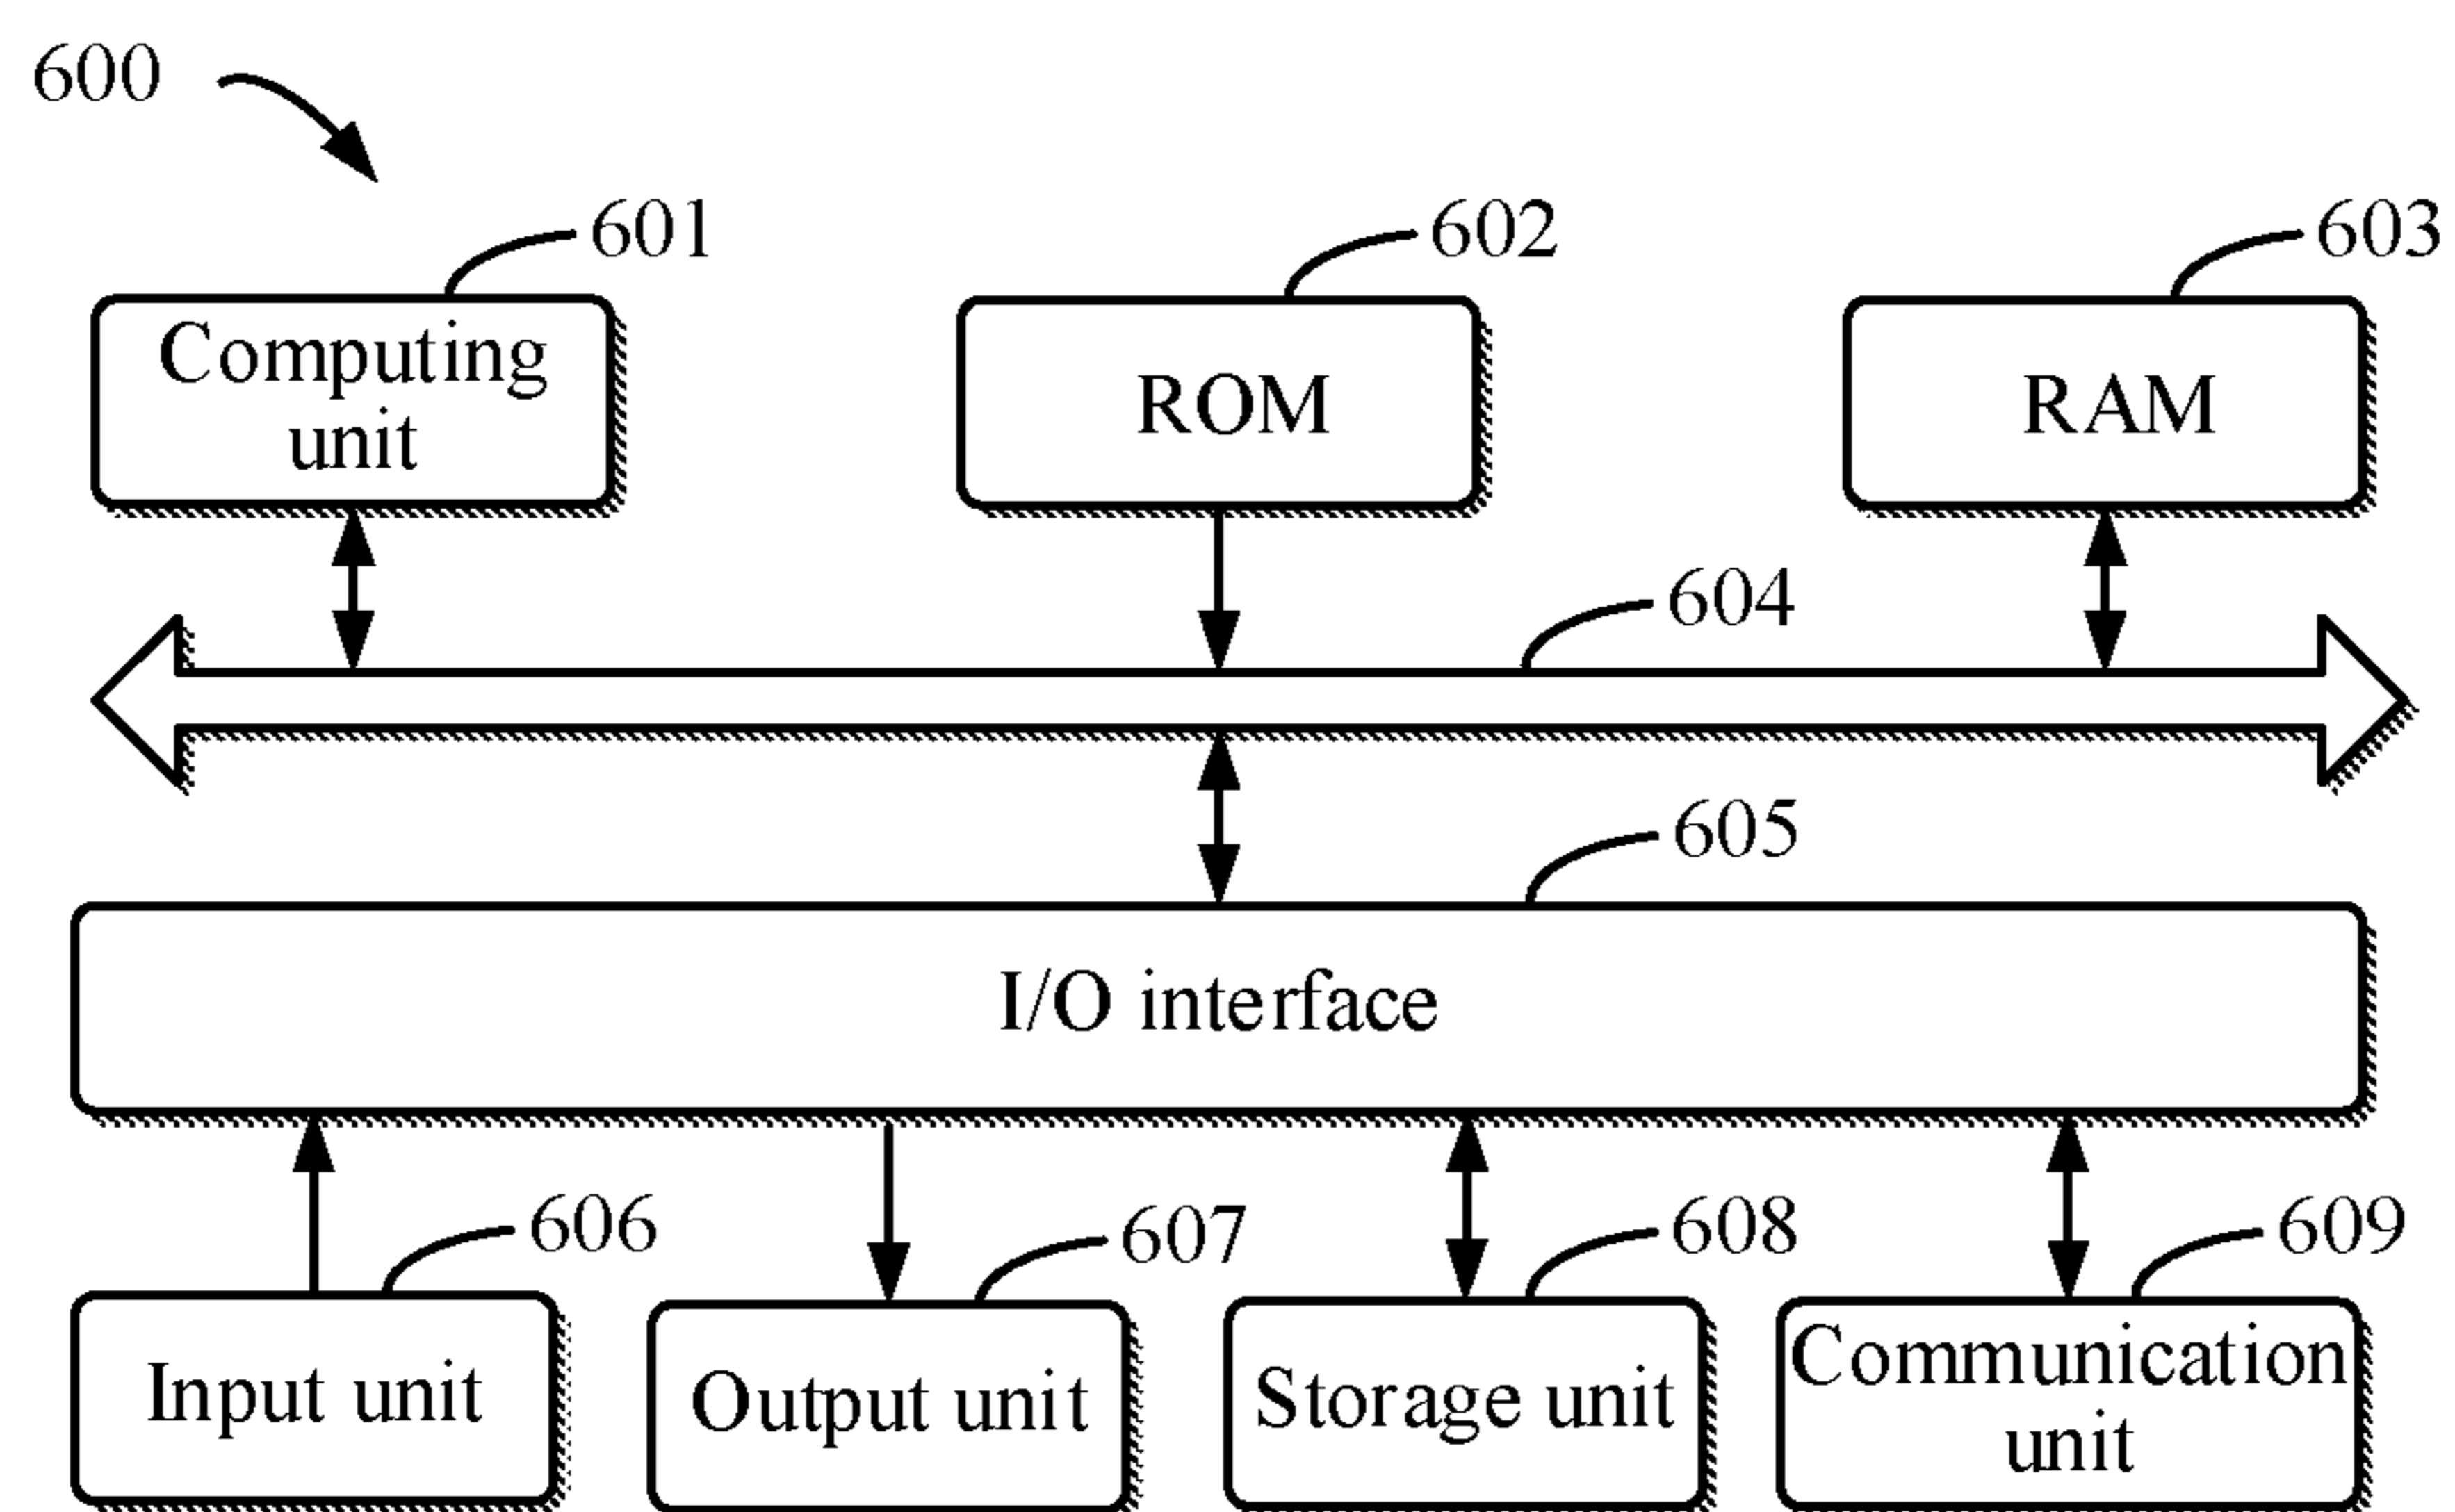 600
601
602
603
Computing
unit
ROM
RAM
604
605
I/O interface
606
607
608
609
Input unit
Output unit
Storage unit
Communication
unit